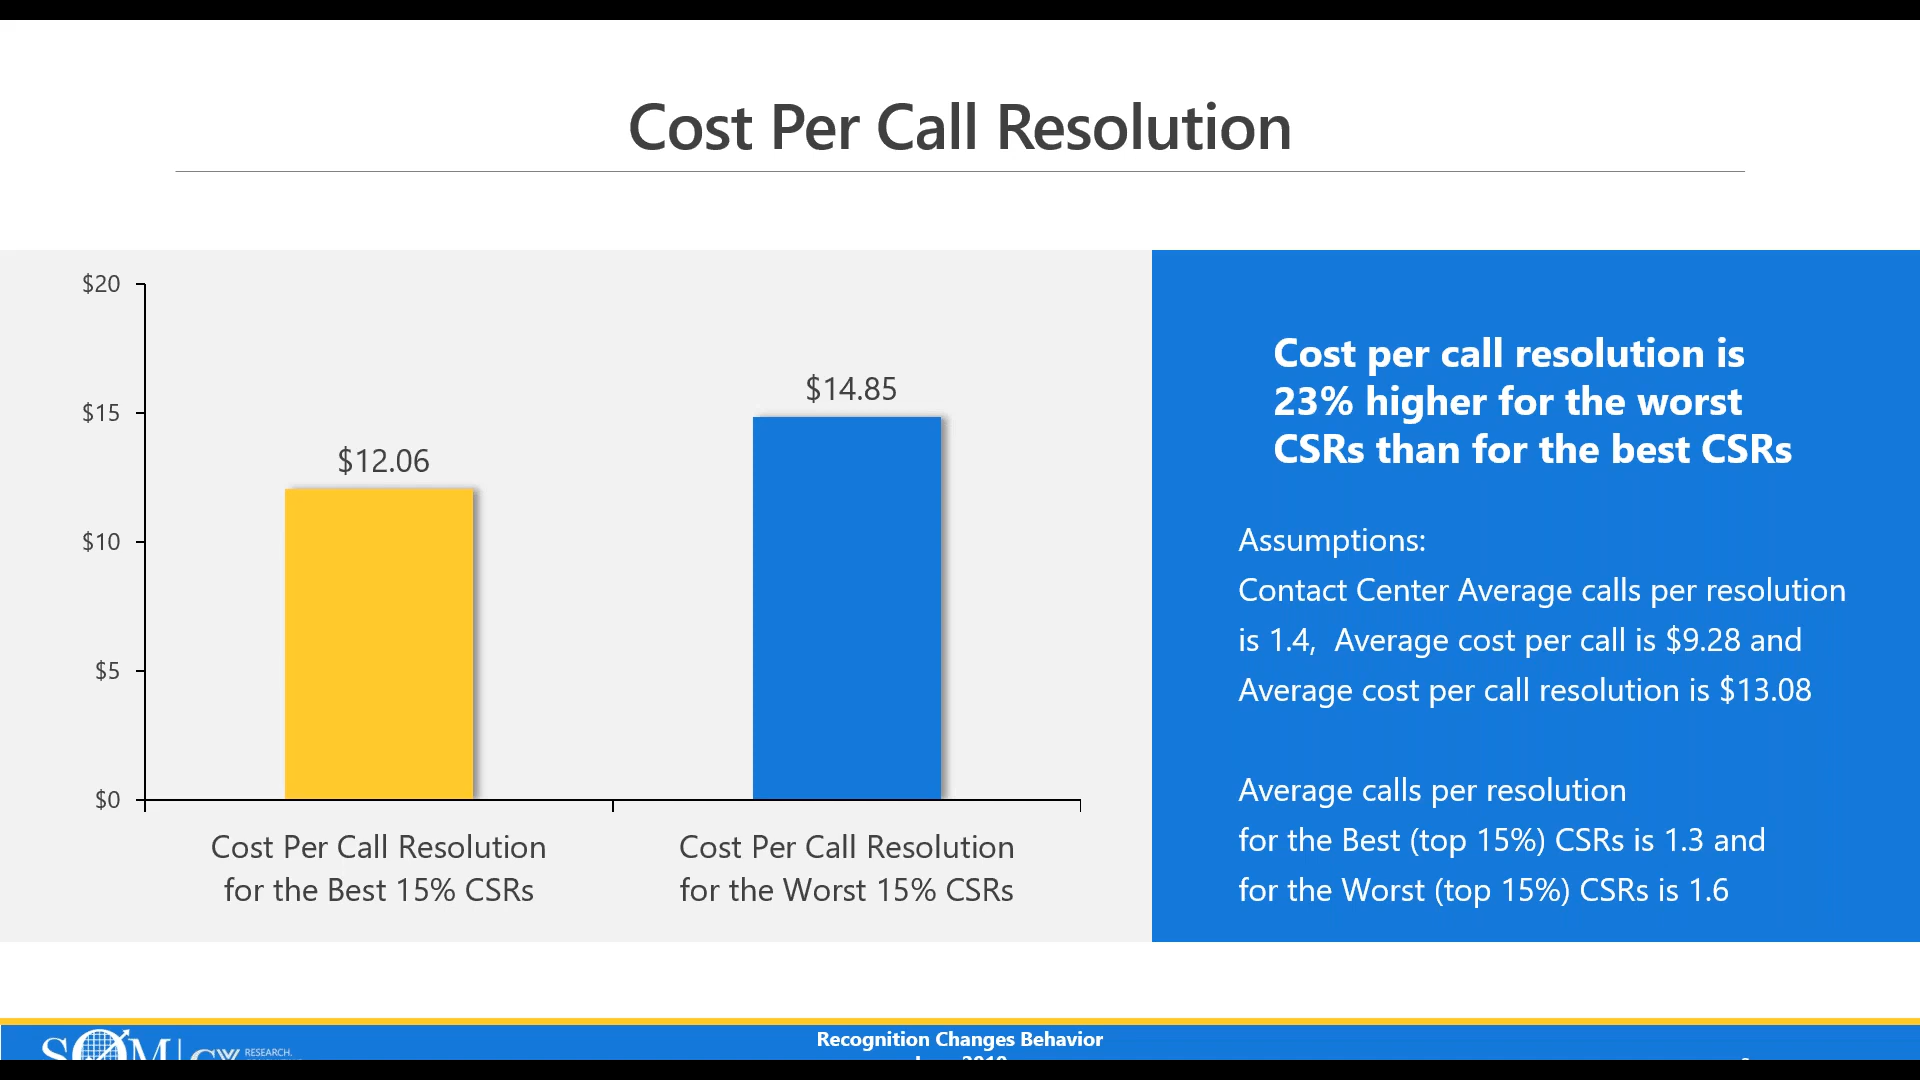 Cost Per Call Resolution
$20
$15
$10
$5
$0
$12.06
$14.85
Cost Per Call Resolution
for the Best 15% CSRs
Cost Per Call Resolution
for the Worst 15% CSRs
Cost per call resolution is
23% higher for the worst
CSRs than for the best CSRs
Assumptions:
Contact Center Average calls per resolution
is 1.4,  Average cost per call is $9.28 and
Average cost per call resolution is $13.08
Average calls per resolution
for the Best (top 15%) CSRs is 1.3 and
for the Worst (top 15%) CSRs is 1.6
SQM
RESEARCH.
Recognition Changes Behavior